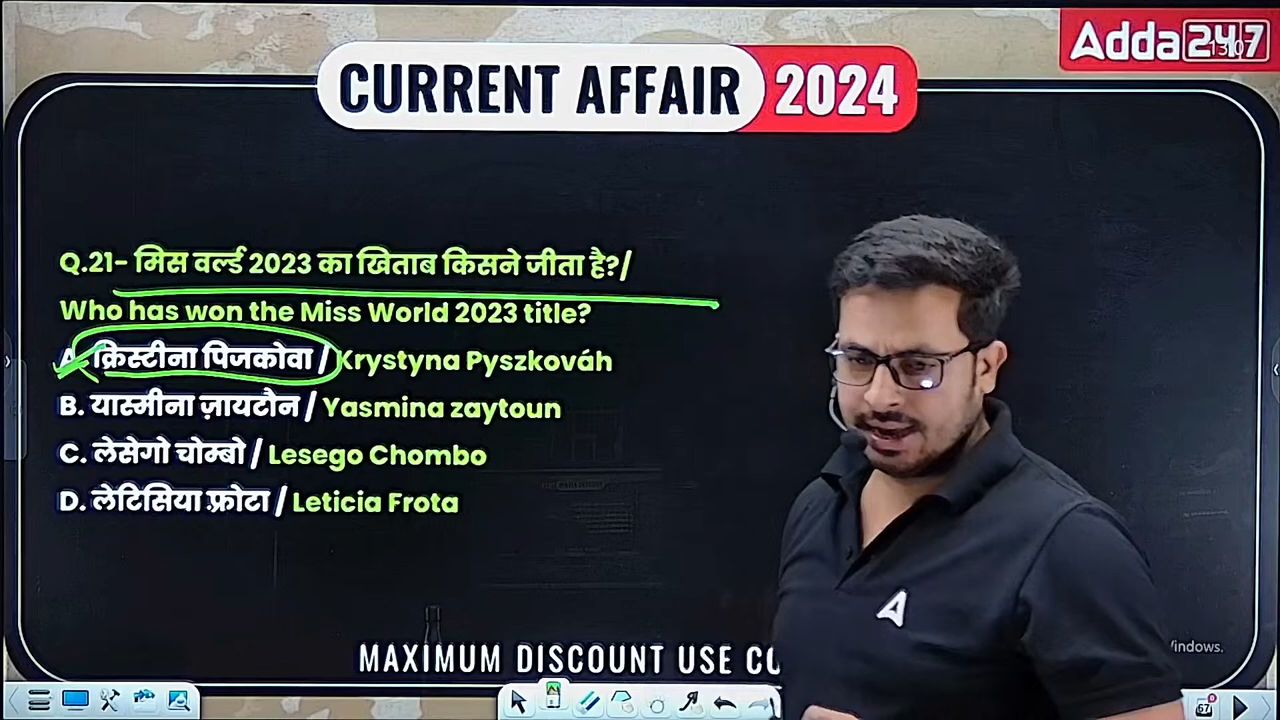 Adda247
CURRENT AFFAIR 2024
Q.21- मिस वर्ल्ड 2023 का खिताब किसने जीता है?/
Who has won the Miss World 2023 title?
A. क्रिस्टीना पिजकोवा / Krystyna Pyszkováh
B. यास्मीना ज़ायटौन / Yasmina zaytoun
C. लेसेगो चोम्बो / Lesego Chombo
D. लेटिसिया फ़्रोटा / Leticia Frota
MAXIMUM DISCOUNT USE CO
Windows.
67